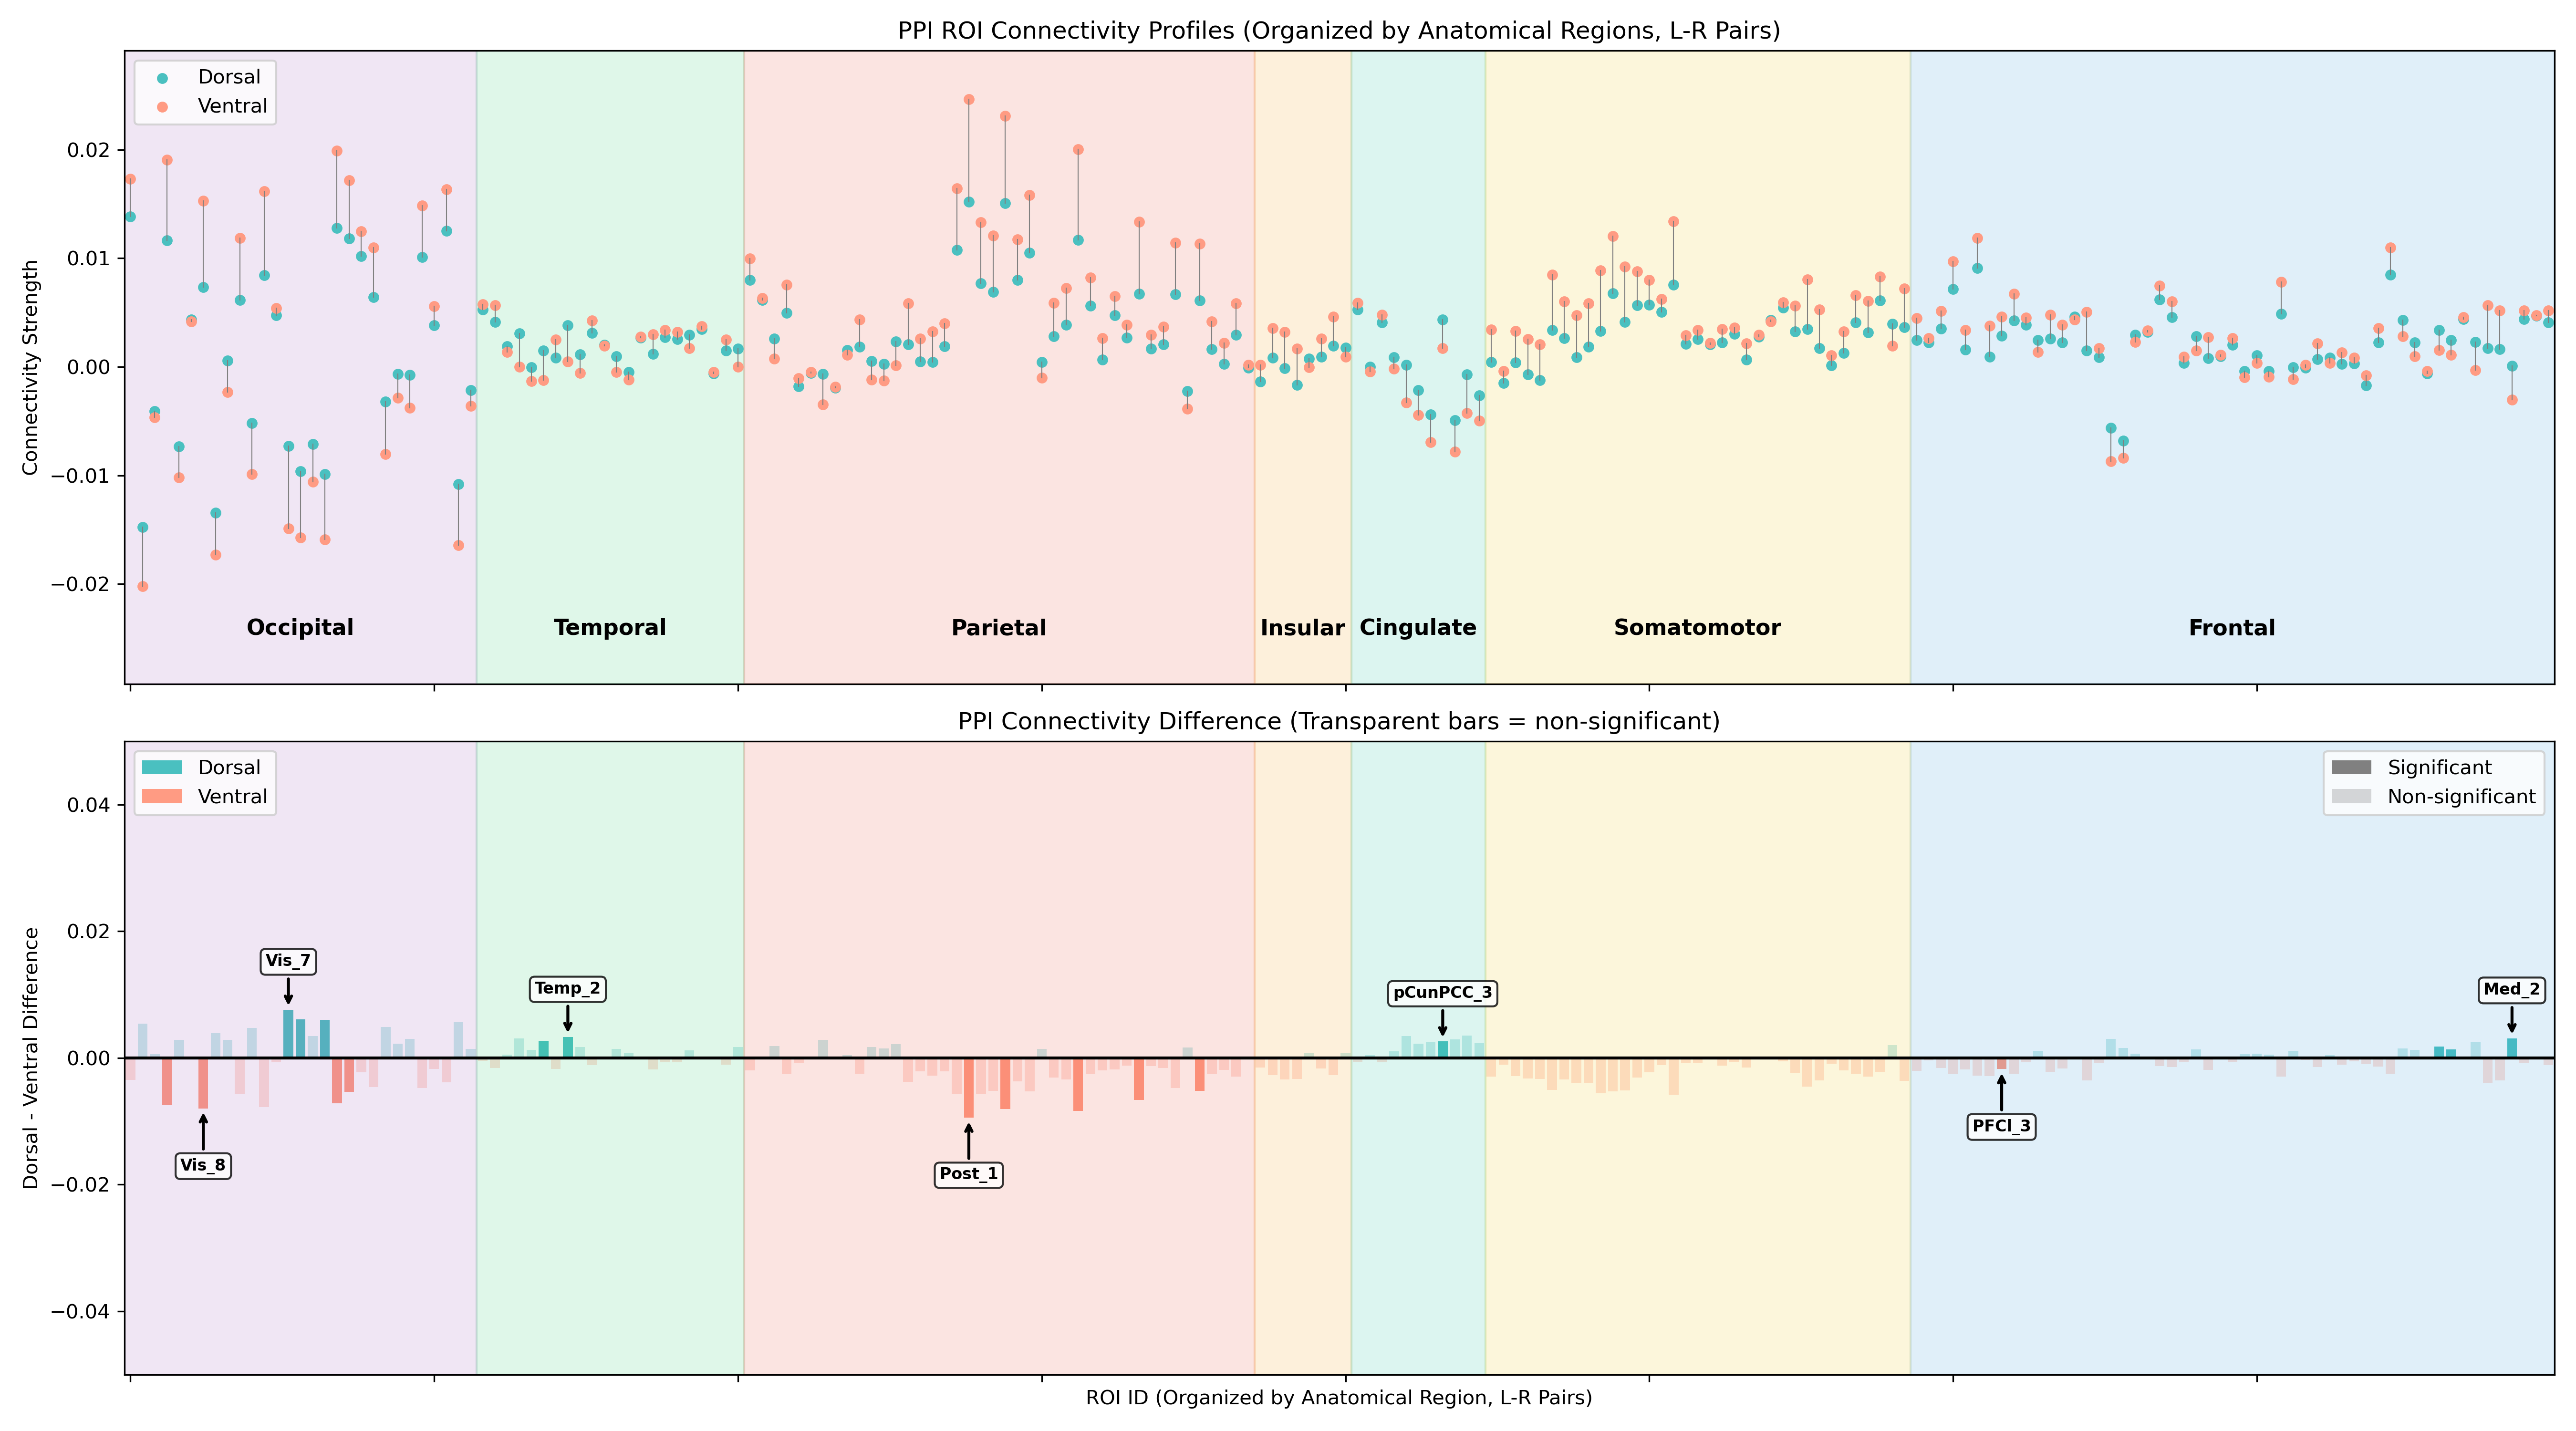 PPI ROI Connectivity Profiles (Organized by Anatomical Regions, L-R Pairs)
Dorsal
Ventral
Connectivity Strength
0.02
0.01
0.00
−0.01
−0.02
Occipital
Temporal
Parietal
Insular
Cingulate
Somatomotor
Frontal
PPI Connectivity Difference (Transparent bars = non-significant)
Dorsal
Ventral
Significant
Non-significant
Dorsal - Ventral Difference
0.04
0.02
0.00
−0.02
−0.04
Vis_7
Temp_2
pCunPCC_3
Med_2
Vis_8
Post_1
PFCl_3
ROI ID (Organized by Anatomical Region, L-R Pairs)